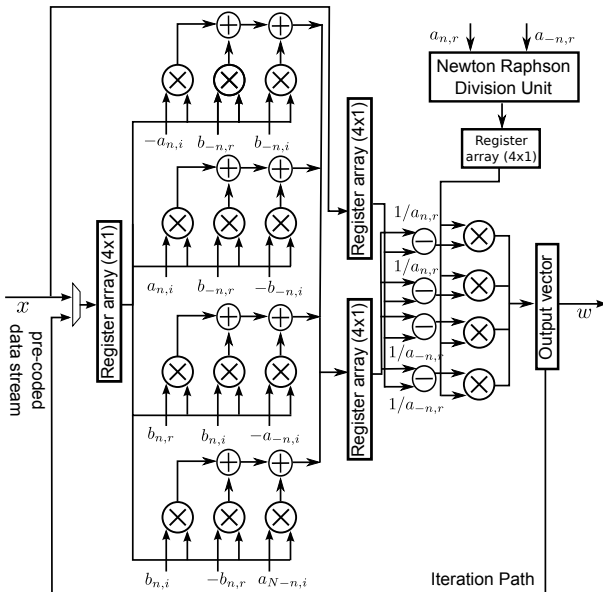 a_{n,r} a_{-n,r}
Newton Raphson
Division Unit
Register
array (4x1)
-a_{n,i} b_{-n,r} b_{-n,i}
Register array (4x1)
1/a_{n,r}
a_{n,i} b_{-n,r} -b_{-n,i}
1/a_{n,r}
Register array (4x1)
x
pre-coded
data stream
Output vector
w
1/a_{-n,r}
Register array (4x1)
1/a_{-n,r}
b_{n,r} b_{n,i} -a_{-n,i}
b_{n,i} -b_{n,r} a_{N-n,i}
Iteration Path